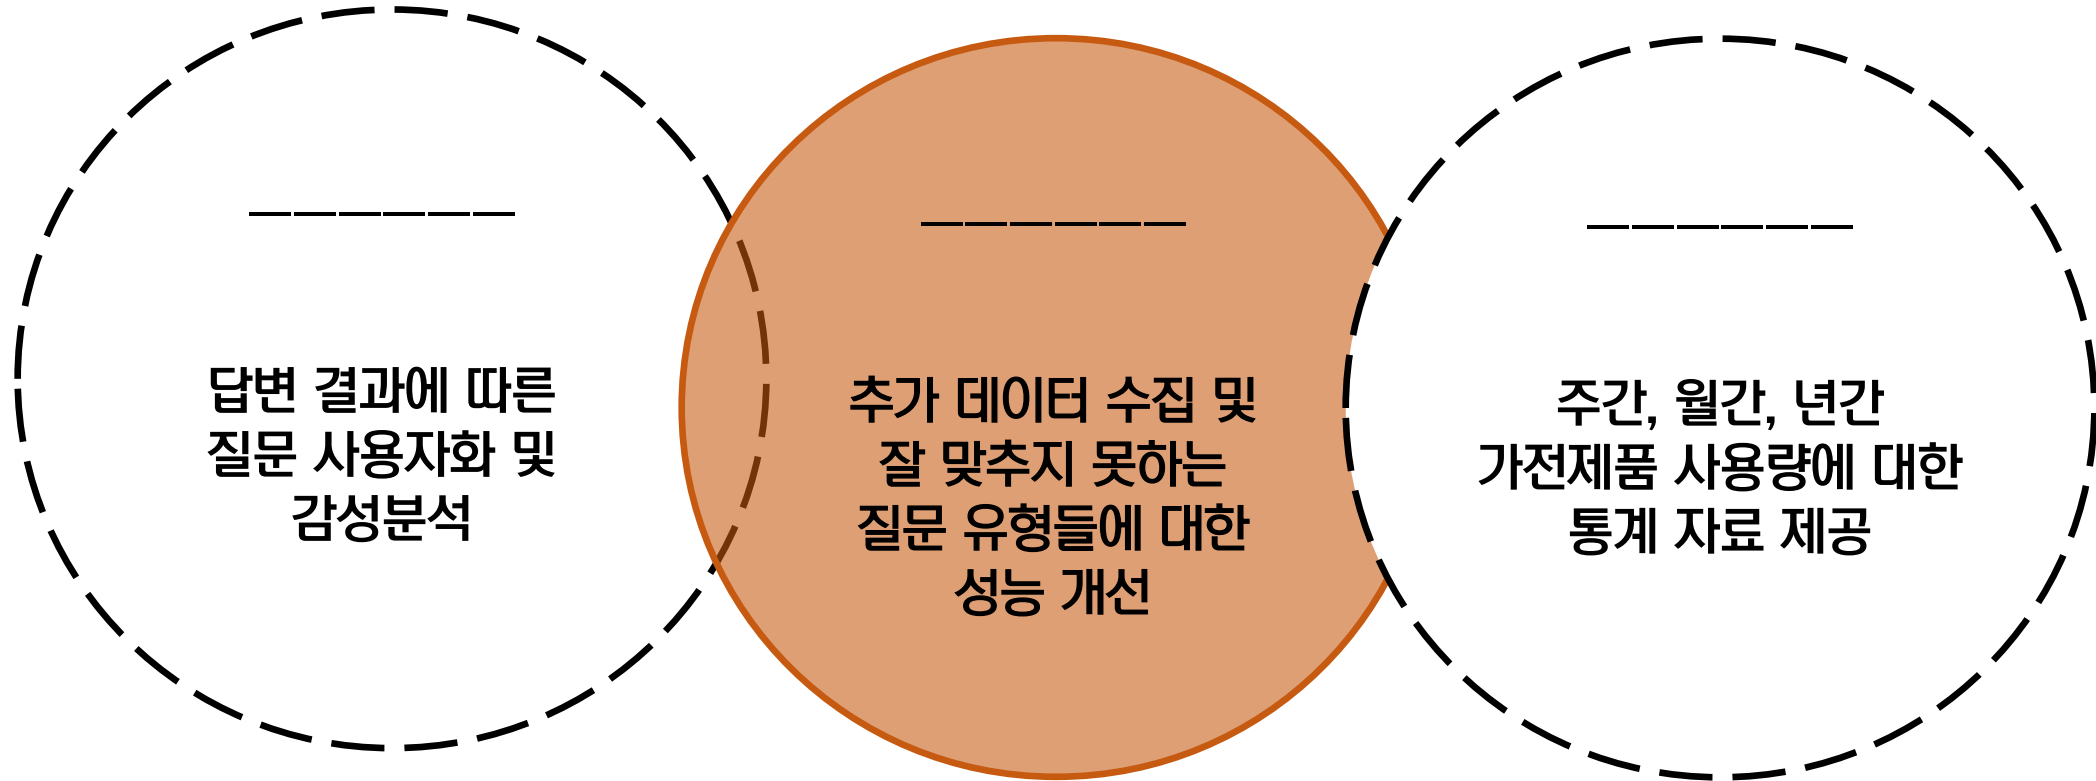 답변 결과에 따른
질문 사용자화 및
감성분석
추가 데이터 수집 및
잘 맞추지 못하는
질문 유형들에 대한
성능 개선
주간, 월간, 년간
가전제품 사용량에 대한
통계 자료 제공